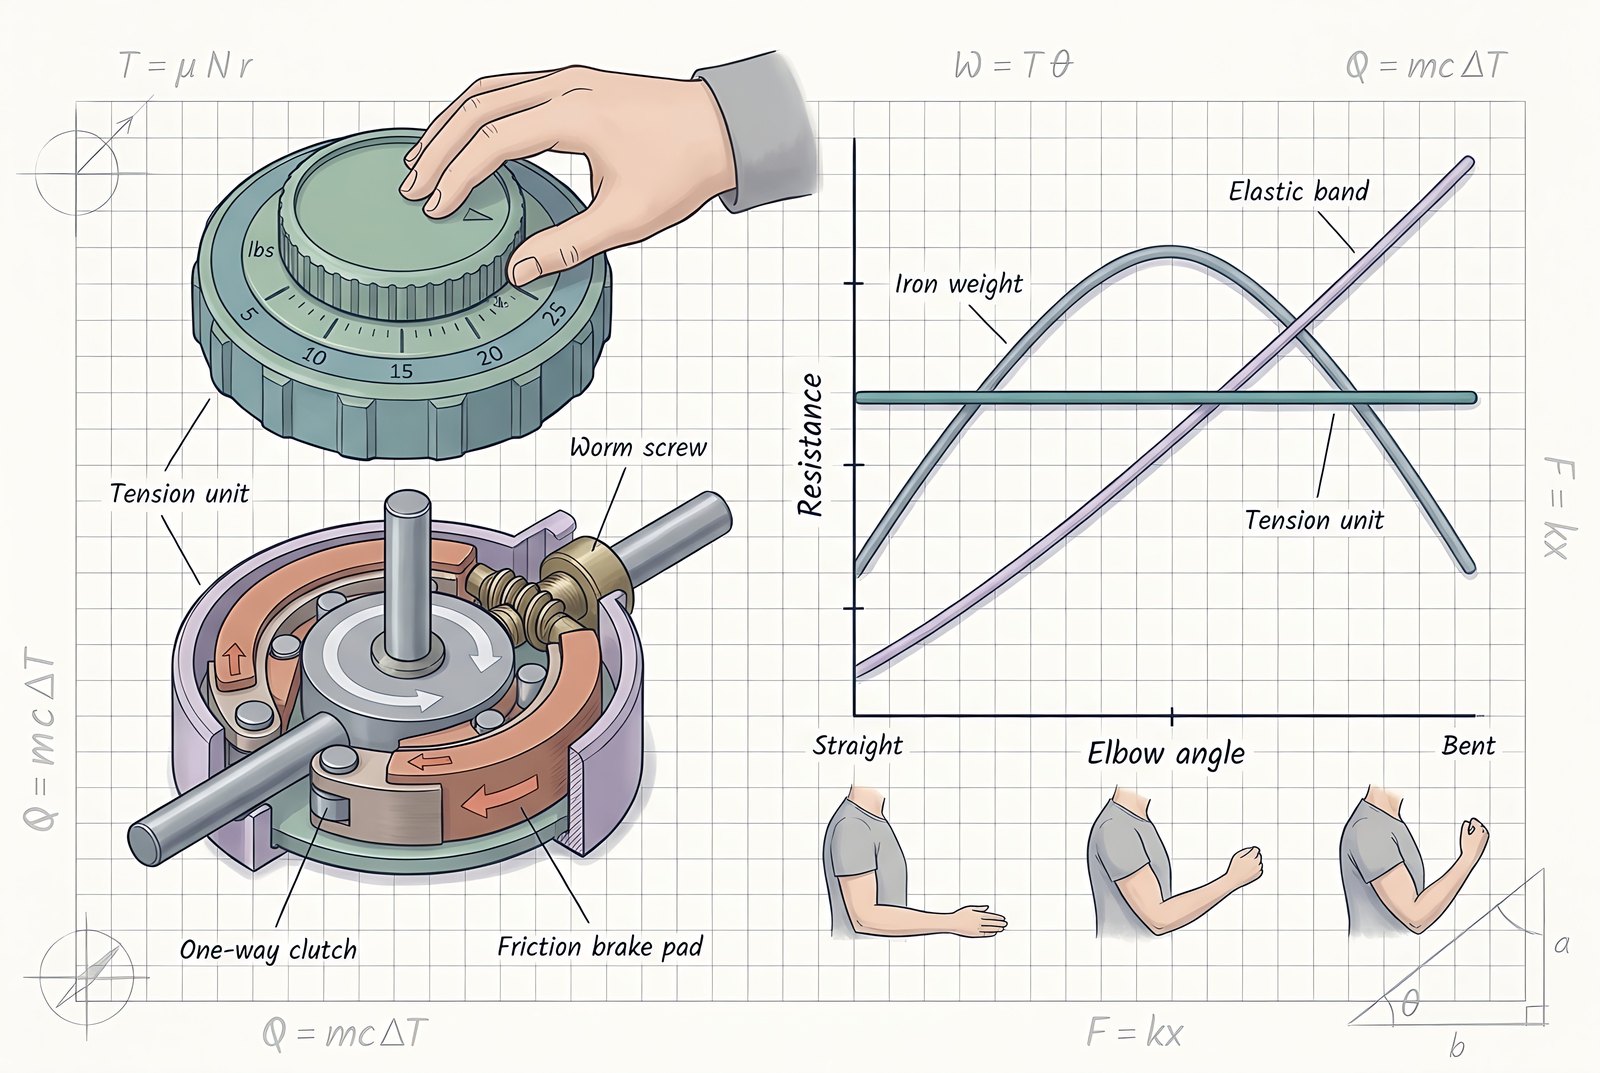 T = μ N r
W = T θ
Q = mc ΔT
lbs
5
10
15
20
25
Elastic band
Iron weight
Resistance
Tension unit
Worm screw
Tension unit
F = kx
Straight
Elbow angle
Bent
Q = mc ΔT
One-way clutch
Friction brake pad
a
θ
b
Q = mc ΔT
F = kx